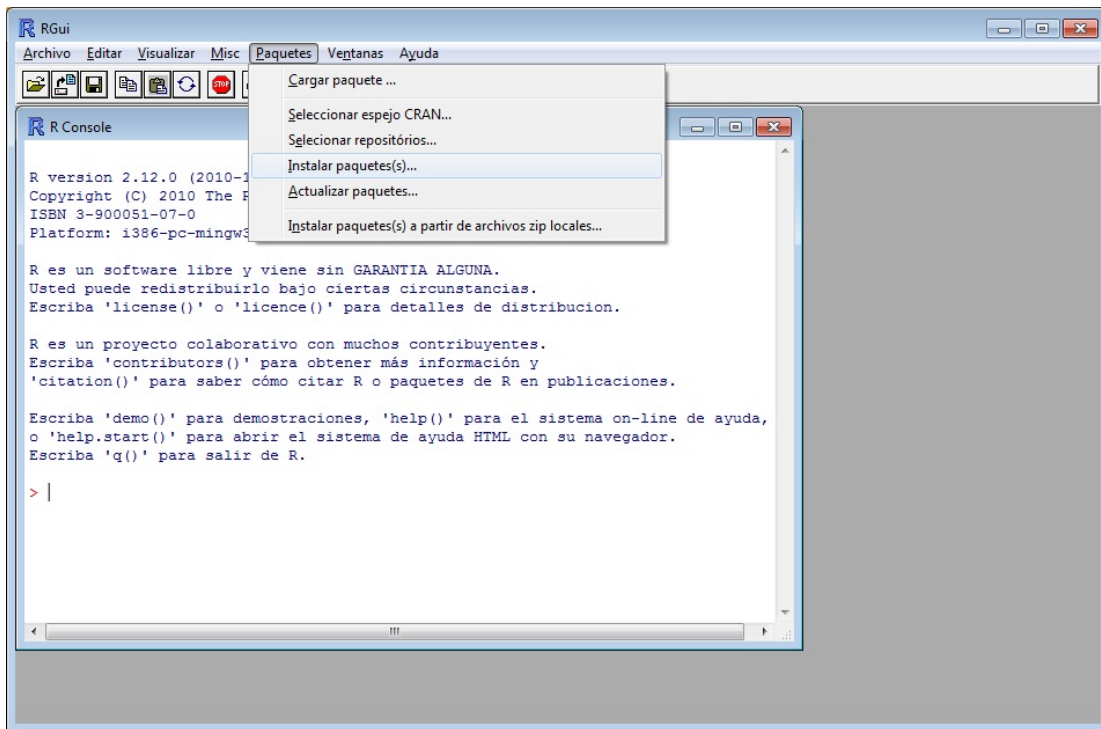 RGui
Archivo Editar Visualizar Misc Paquetes Ventanas Ayuda
STOP
Cargar paquete ...
Seleccionar espejo CRAN...
Selecionar repositórios...
Instalar paquetes(s)...
Actualizar paquetes...
Instalar paquetes(s) a partir de archivos zip locales...
R Console
R version 2.12.0 (2010-1
Copyright (C) 2010 The
ISBN 3-900051-07-0
Platform: i386-pc-mingw3
R es un software libre y viene sin GARANTIA ALGUNA.
Usted puede redistribuirlo bajo ciertas circunstancias.
Escriba 'license()' o 'licence()' para detalles de distribucion.
R es un proyecto colaborativo con muchos contribuyentes.
Escriba 'contributors()' para obtener más información y
'citation()' para saber cómo citar R o paquetes de R en publicaciones.
Escriba 'demo()' para demostraciones, 'help()' para el sistema on-line de ayuda,
o 'help.start()' para abrir el sistema de ayuda HTML con su navegador.
Escriba 'q()' para salir de R.
>